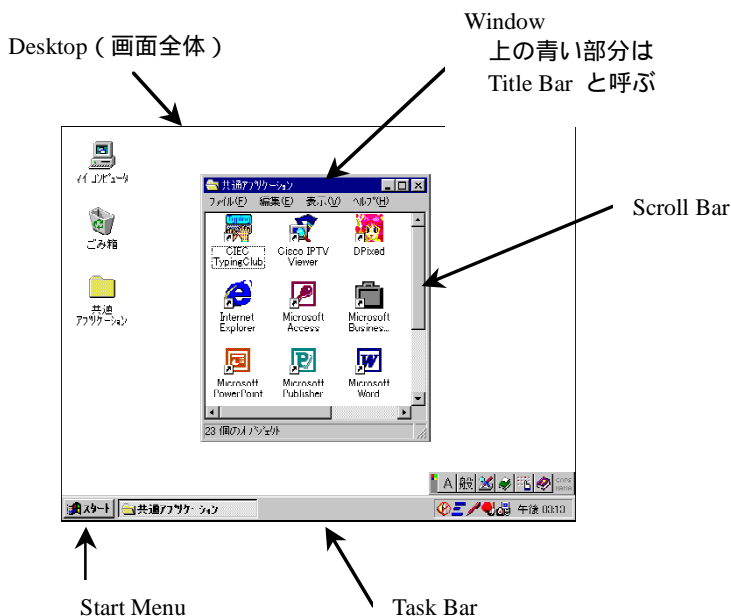 Window
Desktop(画面全体)
上の青い部分は
Title Bar と呼ぶ
マイ コンピュータ
共通アプリケーション
ファイル(F) 編集(E) 表示(V) ヘルプ(H)
Scroll Bar
ごみ箱
CIEC
TypingClub
Cisco IPTV
Viewer
DPixed
共通
アプリケーション
Internet
Explorer
Microsoft
Access
Microsoft
Busines...
Microsoft
PowerPoint
Microsoft
Publisher
Microsoft
Word
23 個のオブジェクト
A 般
CAPS
KANA
スタート
共通アプリケーション
午後 03:13
Start Menu
Task Bar